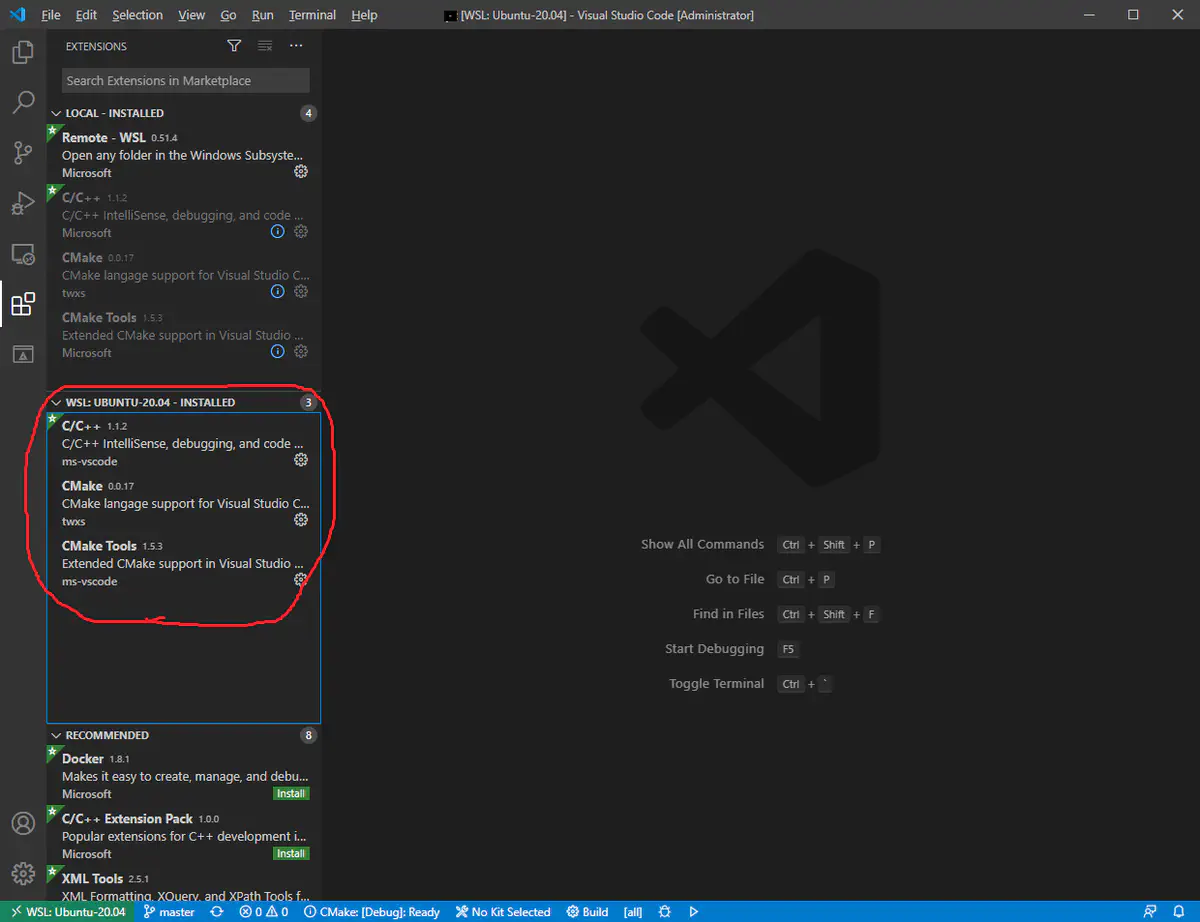 File Edit Selection View Go Run Terminal Help
[WSL: Ubuntu-20.04] - Visual Studio Code [Administrator]
EXTENSIONS
Search Extensions in Marketplace
LOCAL - INSTALLED 4
Remote - WSL 0.51.4
Open any folder in the Windows Subsyste...
Microsoft
C/C++ 1.1.2
C/C++ IntelliSense, debugging, and code ...
Microsoft
CMake 0.0.17
CMake langage support for Visual Studio C...
twxs
CMake Tools 1.5.3
Extended CMake support in Visual Studio ...
Microsoft
WSL: UBUNTU-20.04 - INSTALLED 3
C/C++ 1.1.2
C/C++ IntelliSense, debugging, and code ...
ms-vscode
CMake 0.0.17
CMake langage support for Visual Studio C...
twxs
CMake Tools 1.5.3
Extended CMake support in Visual Studio ...
ms-vscode
RECOMMENDED 8
Docker 1.8.1
Makes it easy to create, manage, and debu...
Microsoft Install
C/C++ Extension Pack 1.0.0
Popular extensions for C++ development i...
Microsoft Install
XML Tools 2.5.1
XML Formatting, XQuery, and XPath Tools f...
Show All Commands Ctrl + Shift + P
Go to File Ctrl + P
Find in Files Ctrl + Shift + F
Start Debugging F5
Toggle Terminal Ctrl + `
WSL: Ubuntu-20.04 master 0 0 CMake: [Debug]: Ready No Kit Selected Build [all]